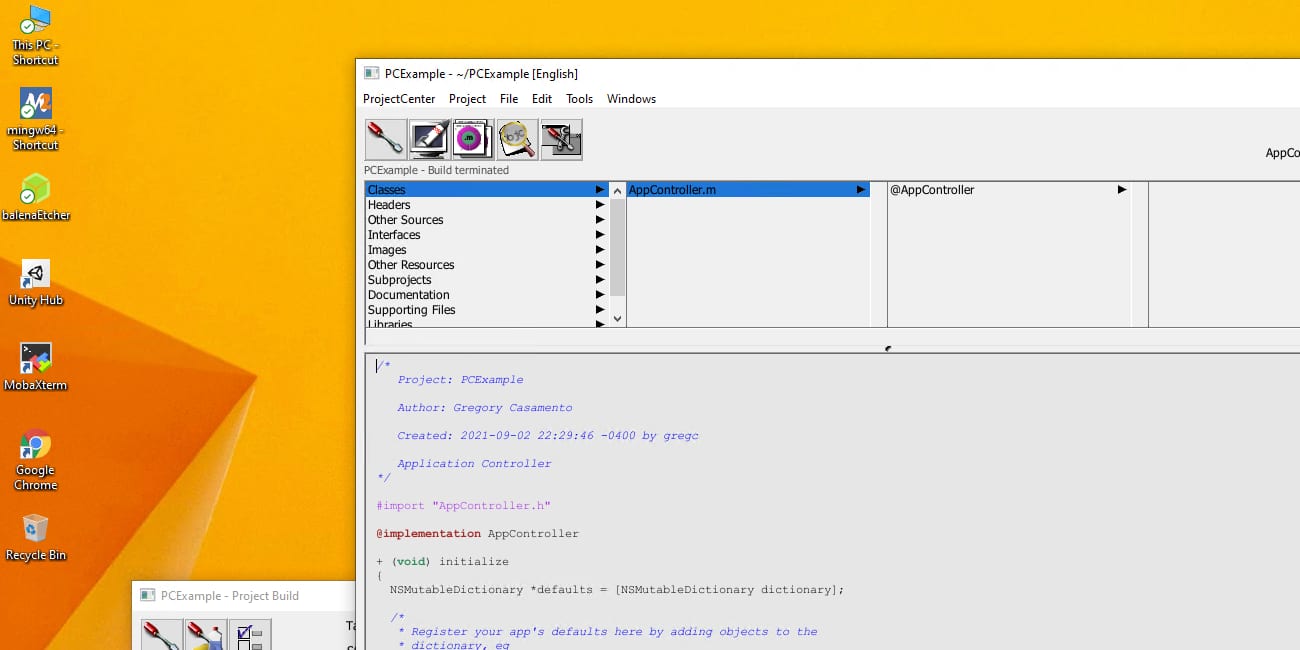 This PC -
Shortcut
mingw64 -
Shortcut
balenaEtcher
Unity Hub
MobaXterm
Google
Chrome
Recycle Bin
PCExample - ~/PCExample [English]
ProjectCenter Project File Edit Tools Windows
.m
PCExample - Build terminated
AppCo
Classes AppController.m @AppController
Headers
Other Sources
Interfaces
Images
Other Resources
Subprojects
Documentation
Supporting Files
Libraries
/*
Project: PCExample
Author: Gregory Casamento
Created: 2021-09-02 22:29:46 -0400 by gregc
Application Controller
*/
#import "AppController.h"
@implementation AppController
+ (void) initialize
{
NSMutableDictionary *defaults = [NSMutableDictionary dictionary];
/*
* Register your app's defaults here by adding objects to the
* dictionary, eg
PCExample - Project Build